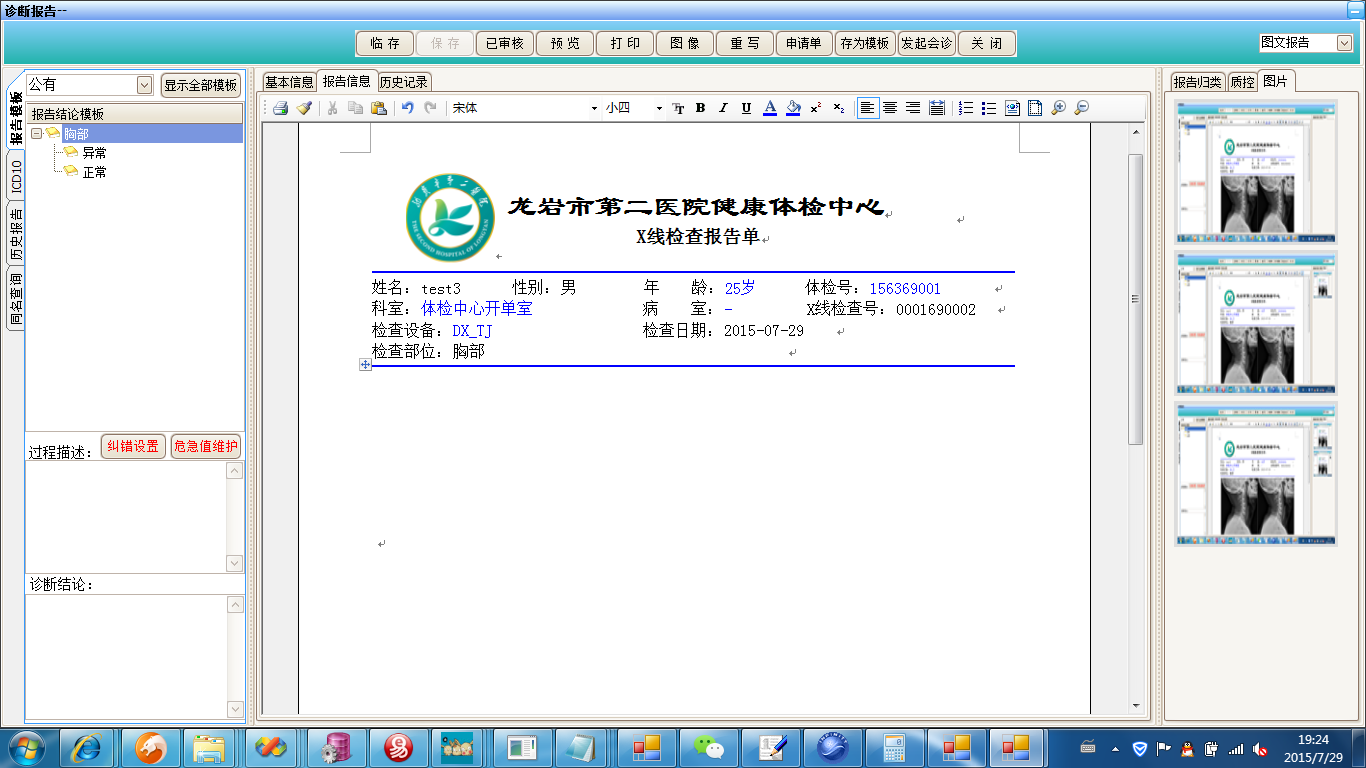 诊断报告--
临 存 保 存 已审核 预 览 打 印 图 像 重 写 申请单 存为模板 发起会诊 关 闭 图文报告
公有 显示全部模板
报告结论模板
胸部
异常
正常
报告模板
ICD10
历史报告
同名查询
过程描述: 纠错设置 危急值维护
诊断结论:
基本信息 报告信息 历史记录
宋体 小四
龙岩市第二医院
THE SECOND HOSPITAL OF LONGYAN
龙岩市第二医院健康体检中心
X线检查报告单
姓名: test3 性别: 男 年 龄: 25岁 体检号: 156369001
科室: 体检中心开单室 病 室: - X线检查号: 0001690002
检查设备: DX_TJ 检查日期: 2015-07-29
检查部位: 胸部
报告归类 质控 图片
19:24
2015/7/29